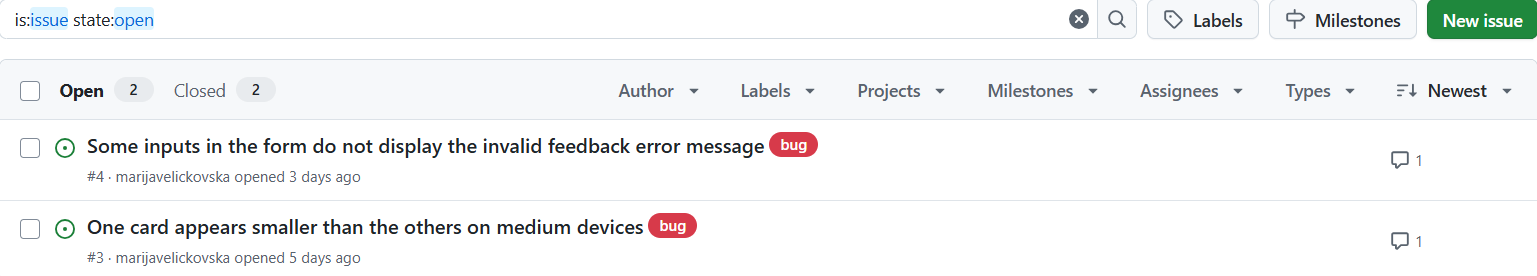 is:issue state:open Labels Milestones New issue
Open 2 Closed 2 Author Labels Projects Milestones Assignees Types Newest
Some inputs in the form do not display the invalid feedback error message bug
1
#4 · marijavelickovska opened 3 days ago
One card appears smaller than the others on medium devices bug
1
#3 · marijavelickovska opened 5 days ago